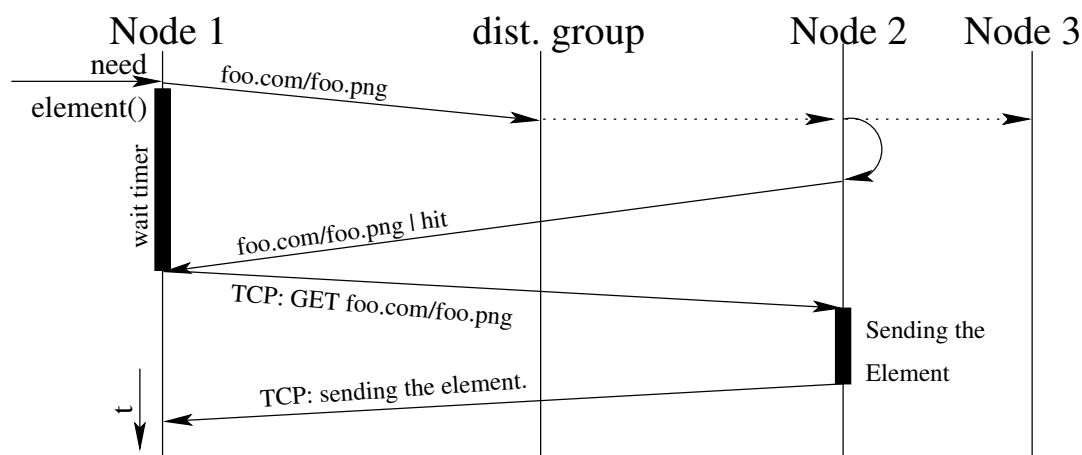 Node 1
dist. group
Node 2
Node 3
need
element()
foo.com/foo.png
wait timer
foo.com/foo.png | hit
TCP: GET foo.com/foo.png
Sending the
Element
TCP: sending the element.
t